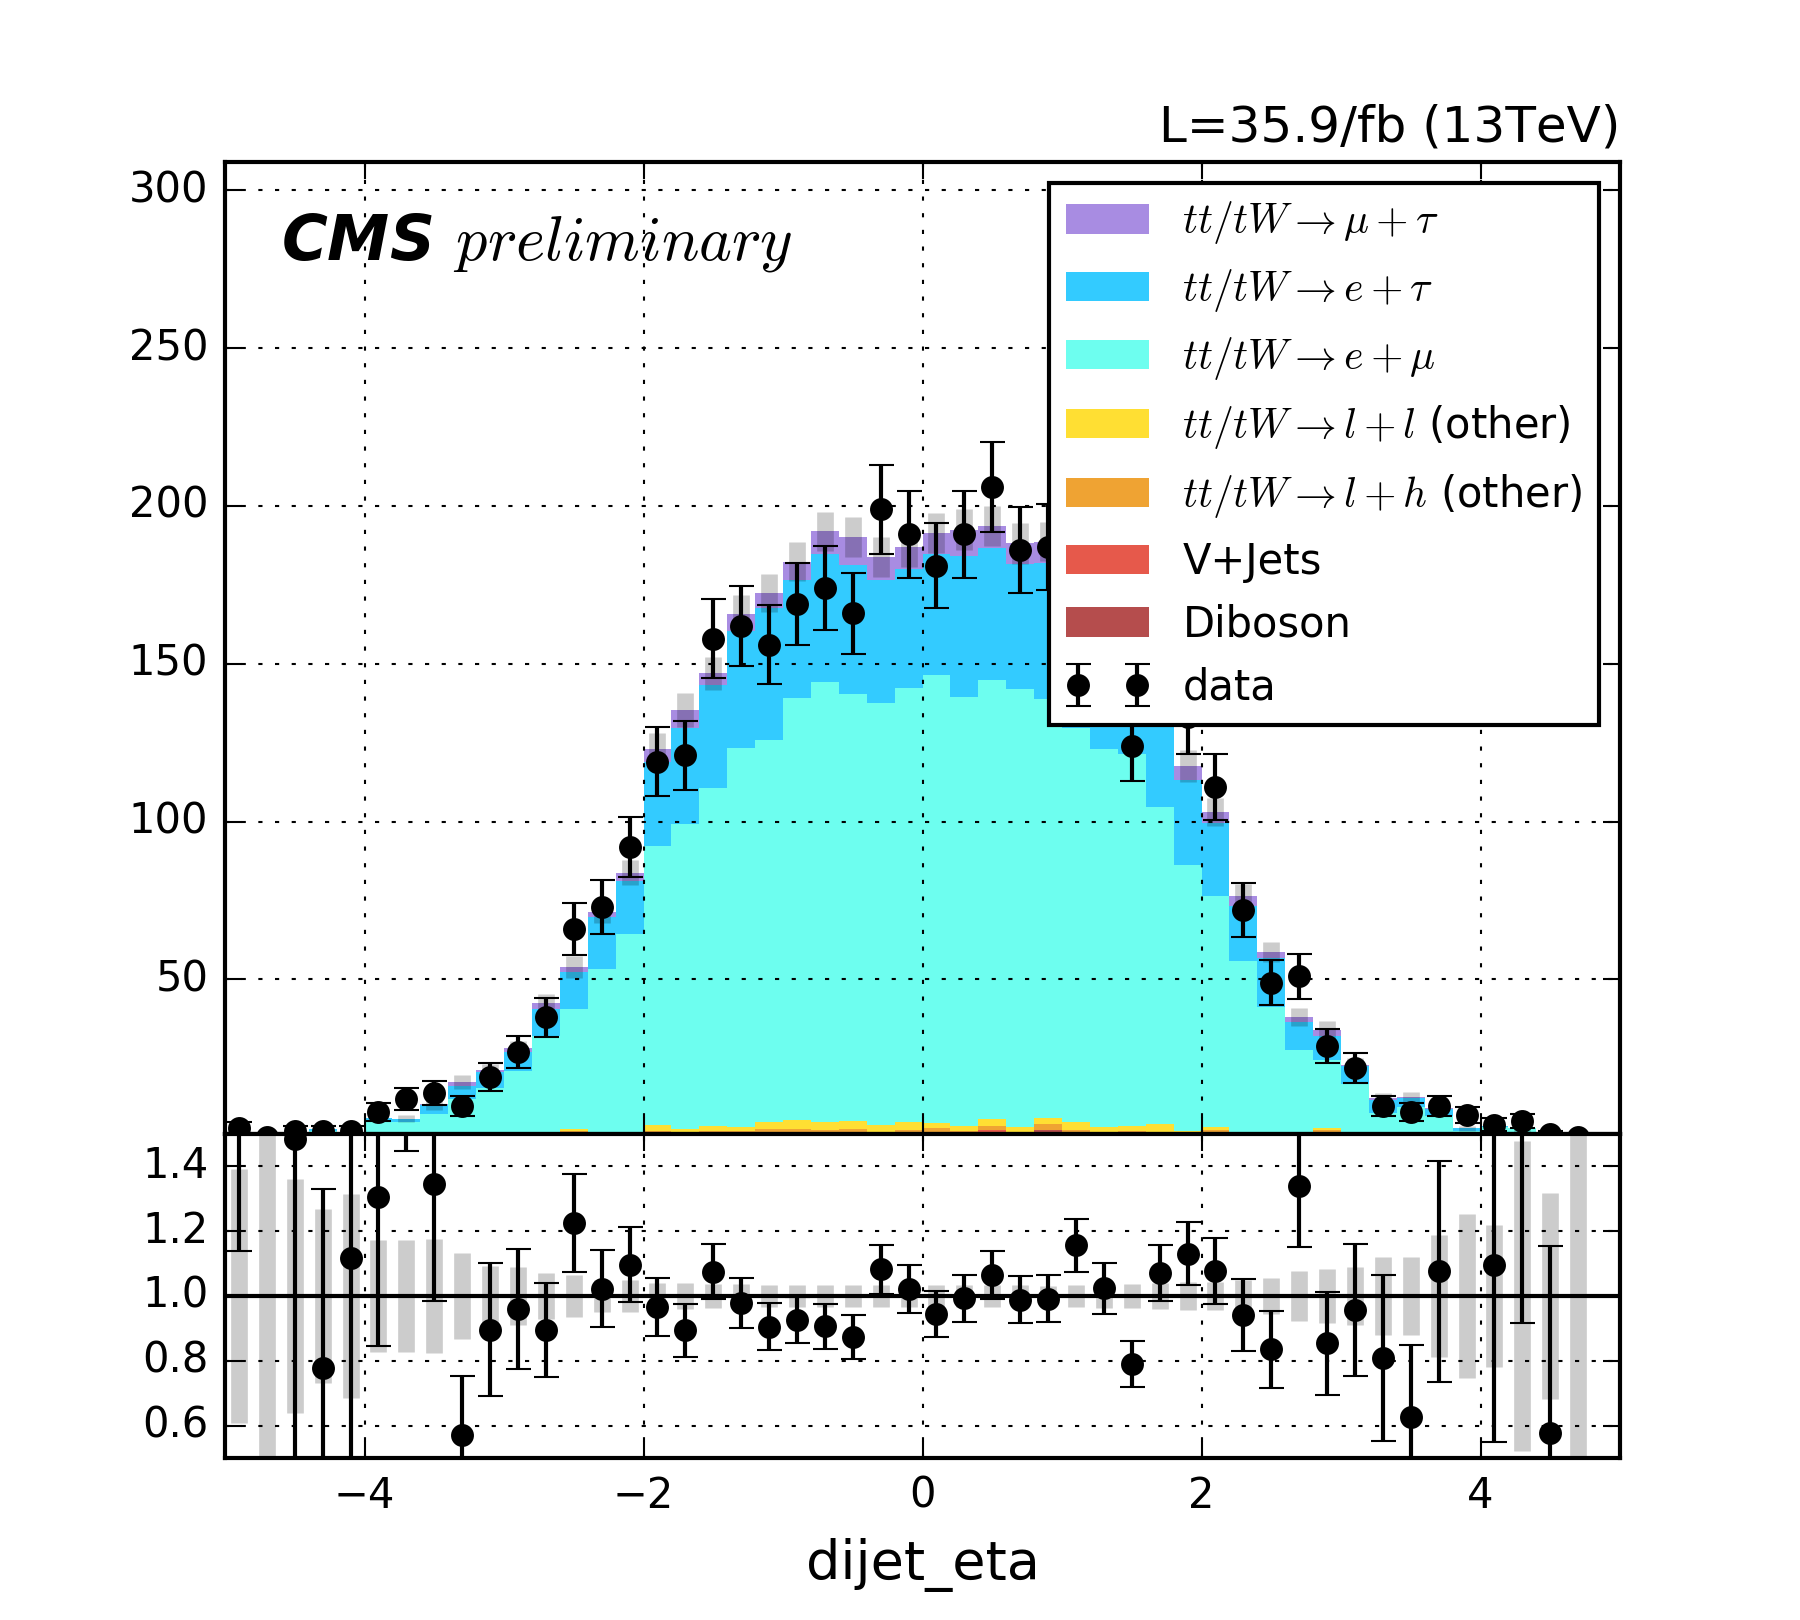 L=35.9/fb (13TeV)
CMS preliminary
300
250
200
150
100
50
tt/tW→μ+τ
tt/tW→e+τ
tt/tW→e+μ
tt/tW→l+l (other)
tt/tW→l+h (other)
V+Jets
Diboson
data
1.4
1.2
1.0
0.8
0.6
−4 −2 0 2 4
dijet_eta